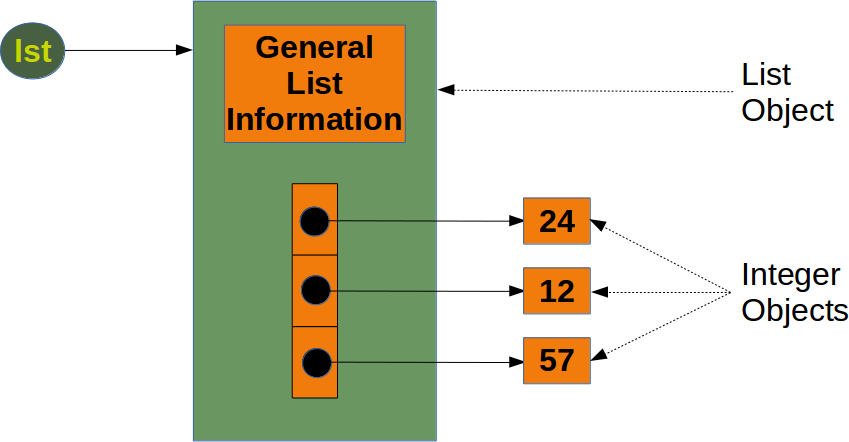 lst
General
List
Information
List
Object
24
12
57
Integer
Objects